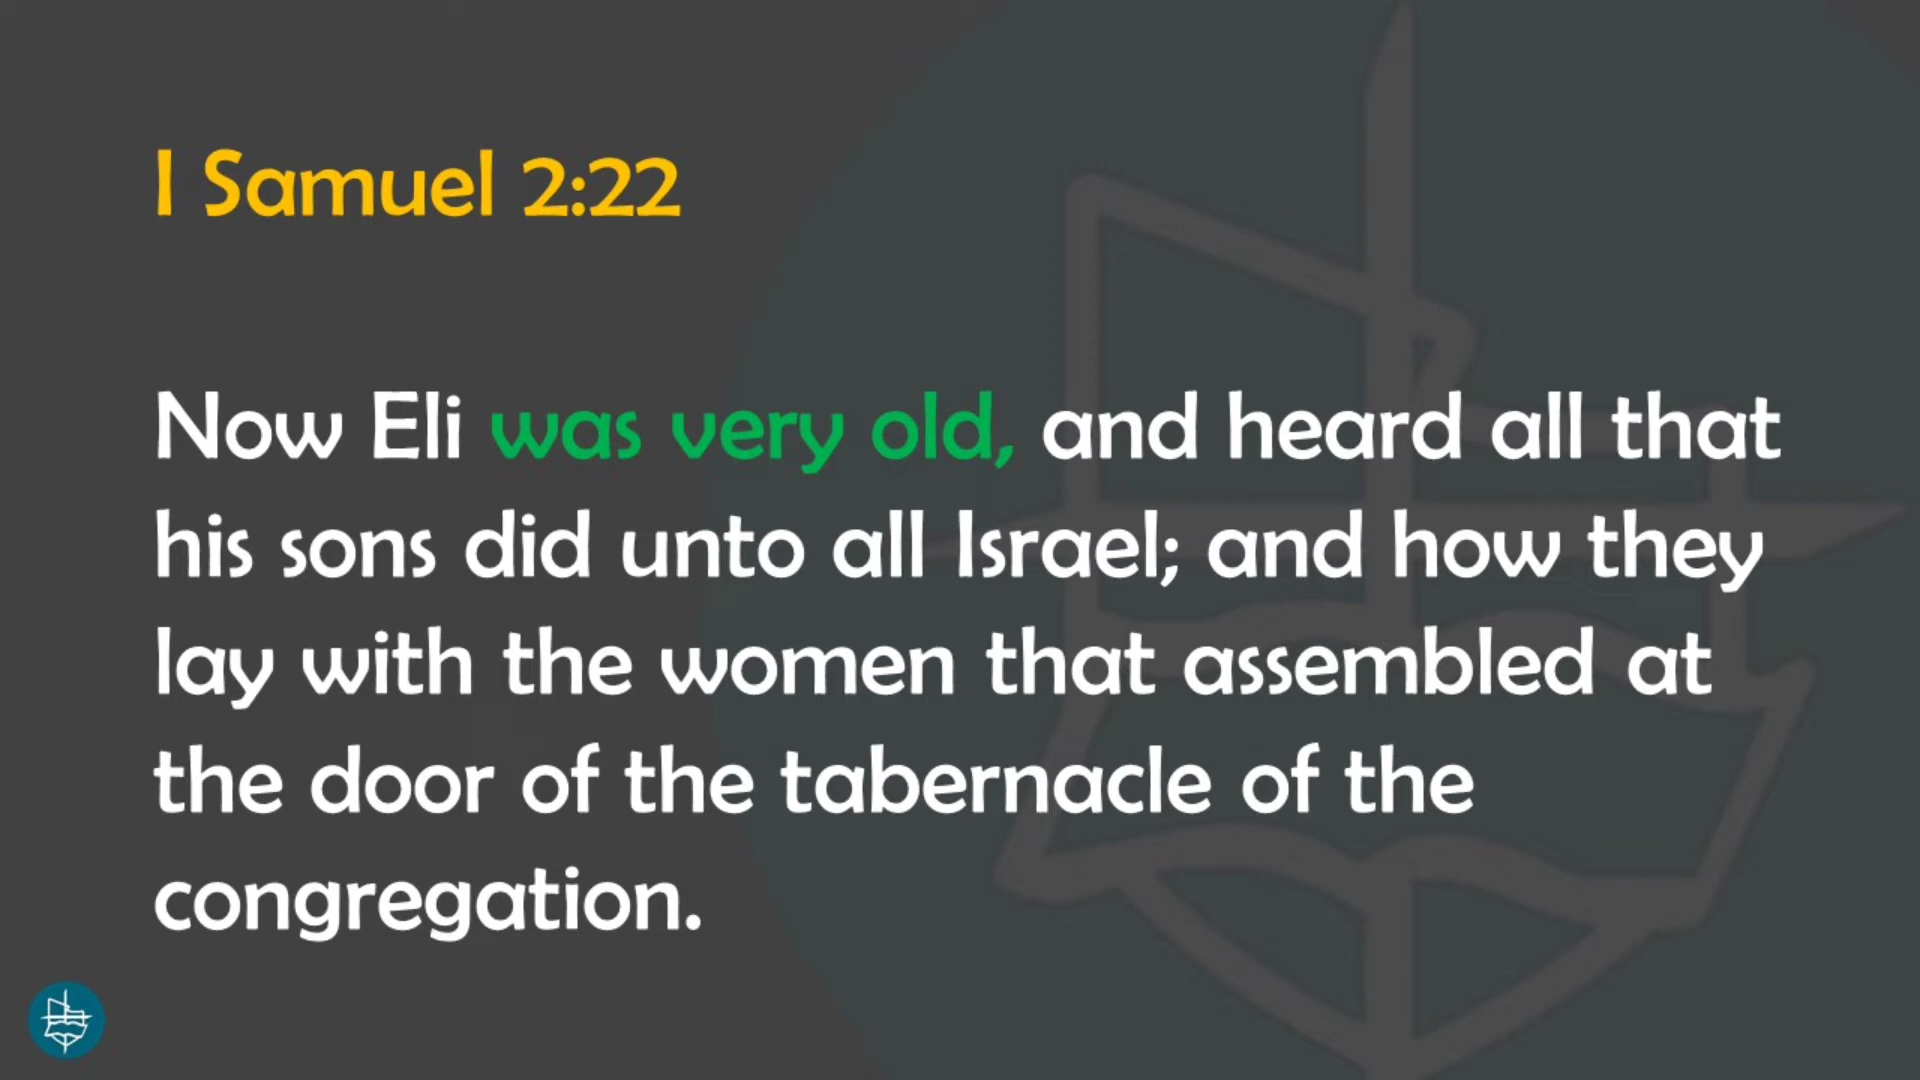 I Samuel 2:22
Now Eli was very old, and heard all that
his sons did unto all Israel; and how they
lay with the women that assembled at
the door of the tabernacle of the
congregation.